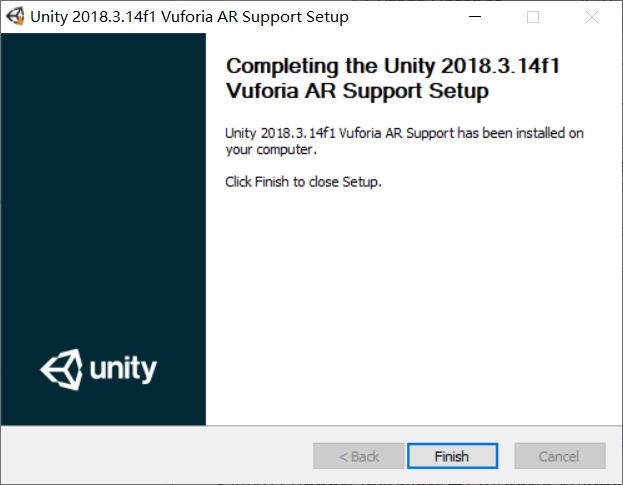 Unity 2018.3.14f1 Vuforia AR Support Setup
Completing the Unity 2018.3.14f1
Vuforia AR Support Setup
Unity 2018.3.14f1 Vuforia AR Support has been installed on
your computer.
Click Finish to close Setup.
unity
< Back
Finish
Cancel